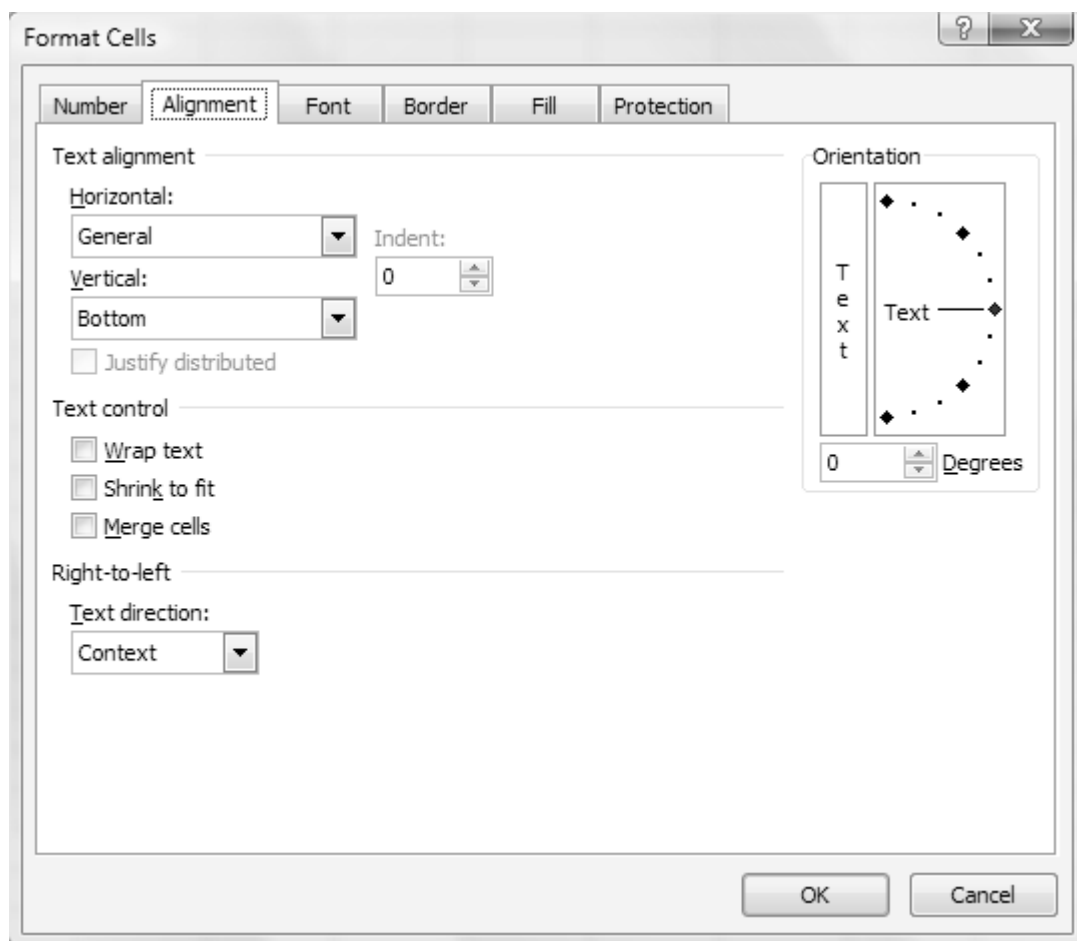 Format Cells
?
X
Number Alignment Font Border Fill Protection
Text alignment
Horizontal:
General
Indent:
0
Vertical:
Bottom
Justify distributed
Text control
Wrap text
Shrink to fit
Merge cells
Right-to-left
Text direction:
Context
Orientation
T
e
x
t
Text
0 Degrees
OK Cancel